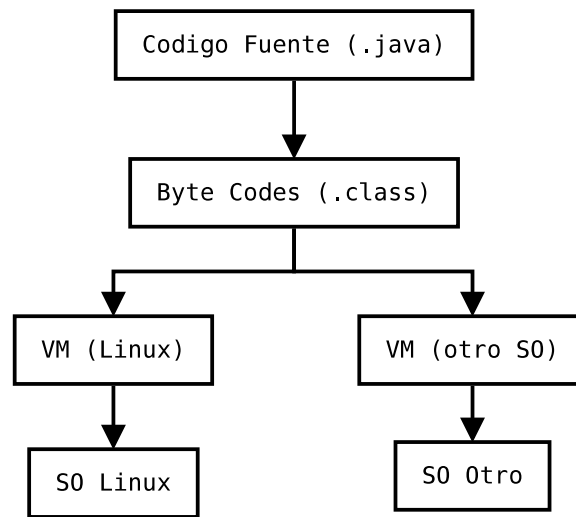 Codigo Fuente (.java)
Byte Codes (.class)
VM (Linux)
VM (otro SO)
SO Linux
SO Otro